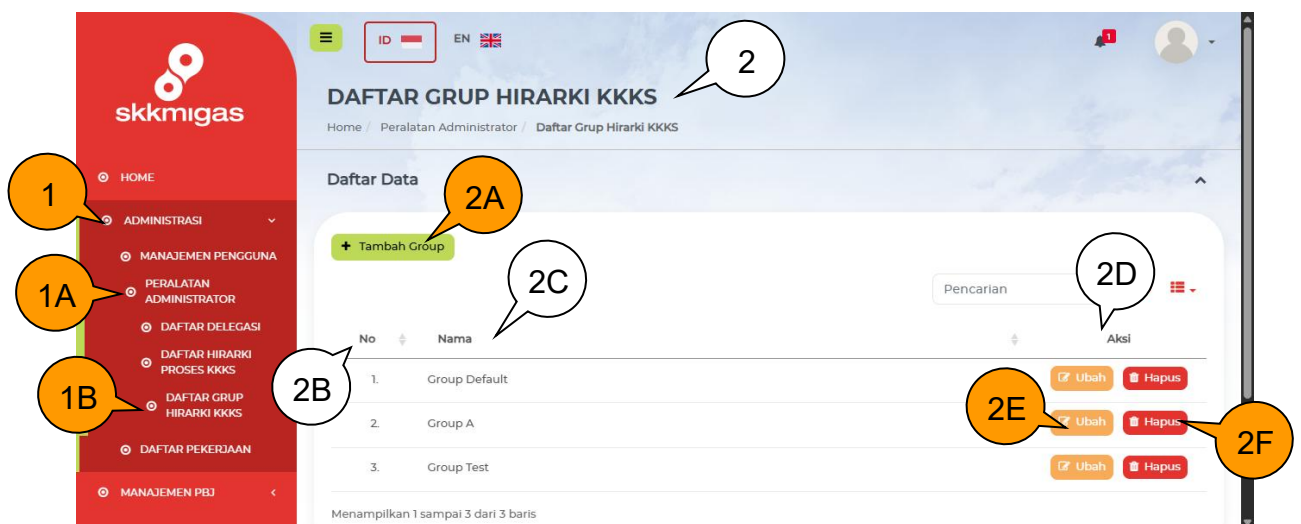 skkmigas
ID
EN
1
2
DAFTAR GRUP HIRARKI KKKS
Home / Peralatan Administrator / Daftar Grup Hirarki KKKS
HOME
1
Daftar Data
2A
ADMINISTRASI
+ Tambah Group
MANAJEMEN PENGGUNA
1A
PERALATAN
ADMINISTRATOR
2C
Pencarian
2D
DAFTAR DELEGASI
No
Nama
Aksi
DAFTAR HIRARKI
PROSES KKKS
2B
1.
Group Default
Ubah
Hapus
1B
DAFTAR GRUP
HIRARKI KKKS
2E
2.
Group A
Ubah
Hapus
2F
DAFTAR PEKERJAAN
3.
Group Test
Ubah
Hapus
MANAJEMEN PBJ
Menampilkan 1 sampai 3 dari 3 baris